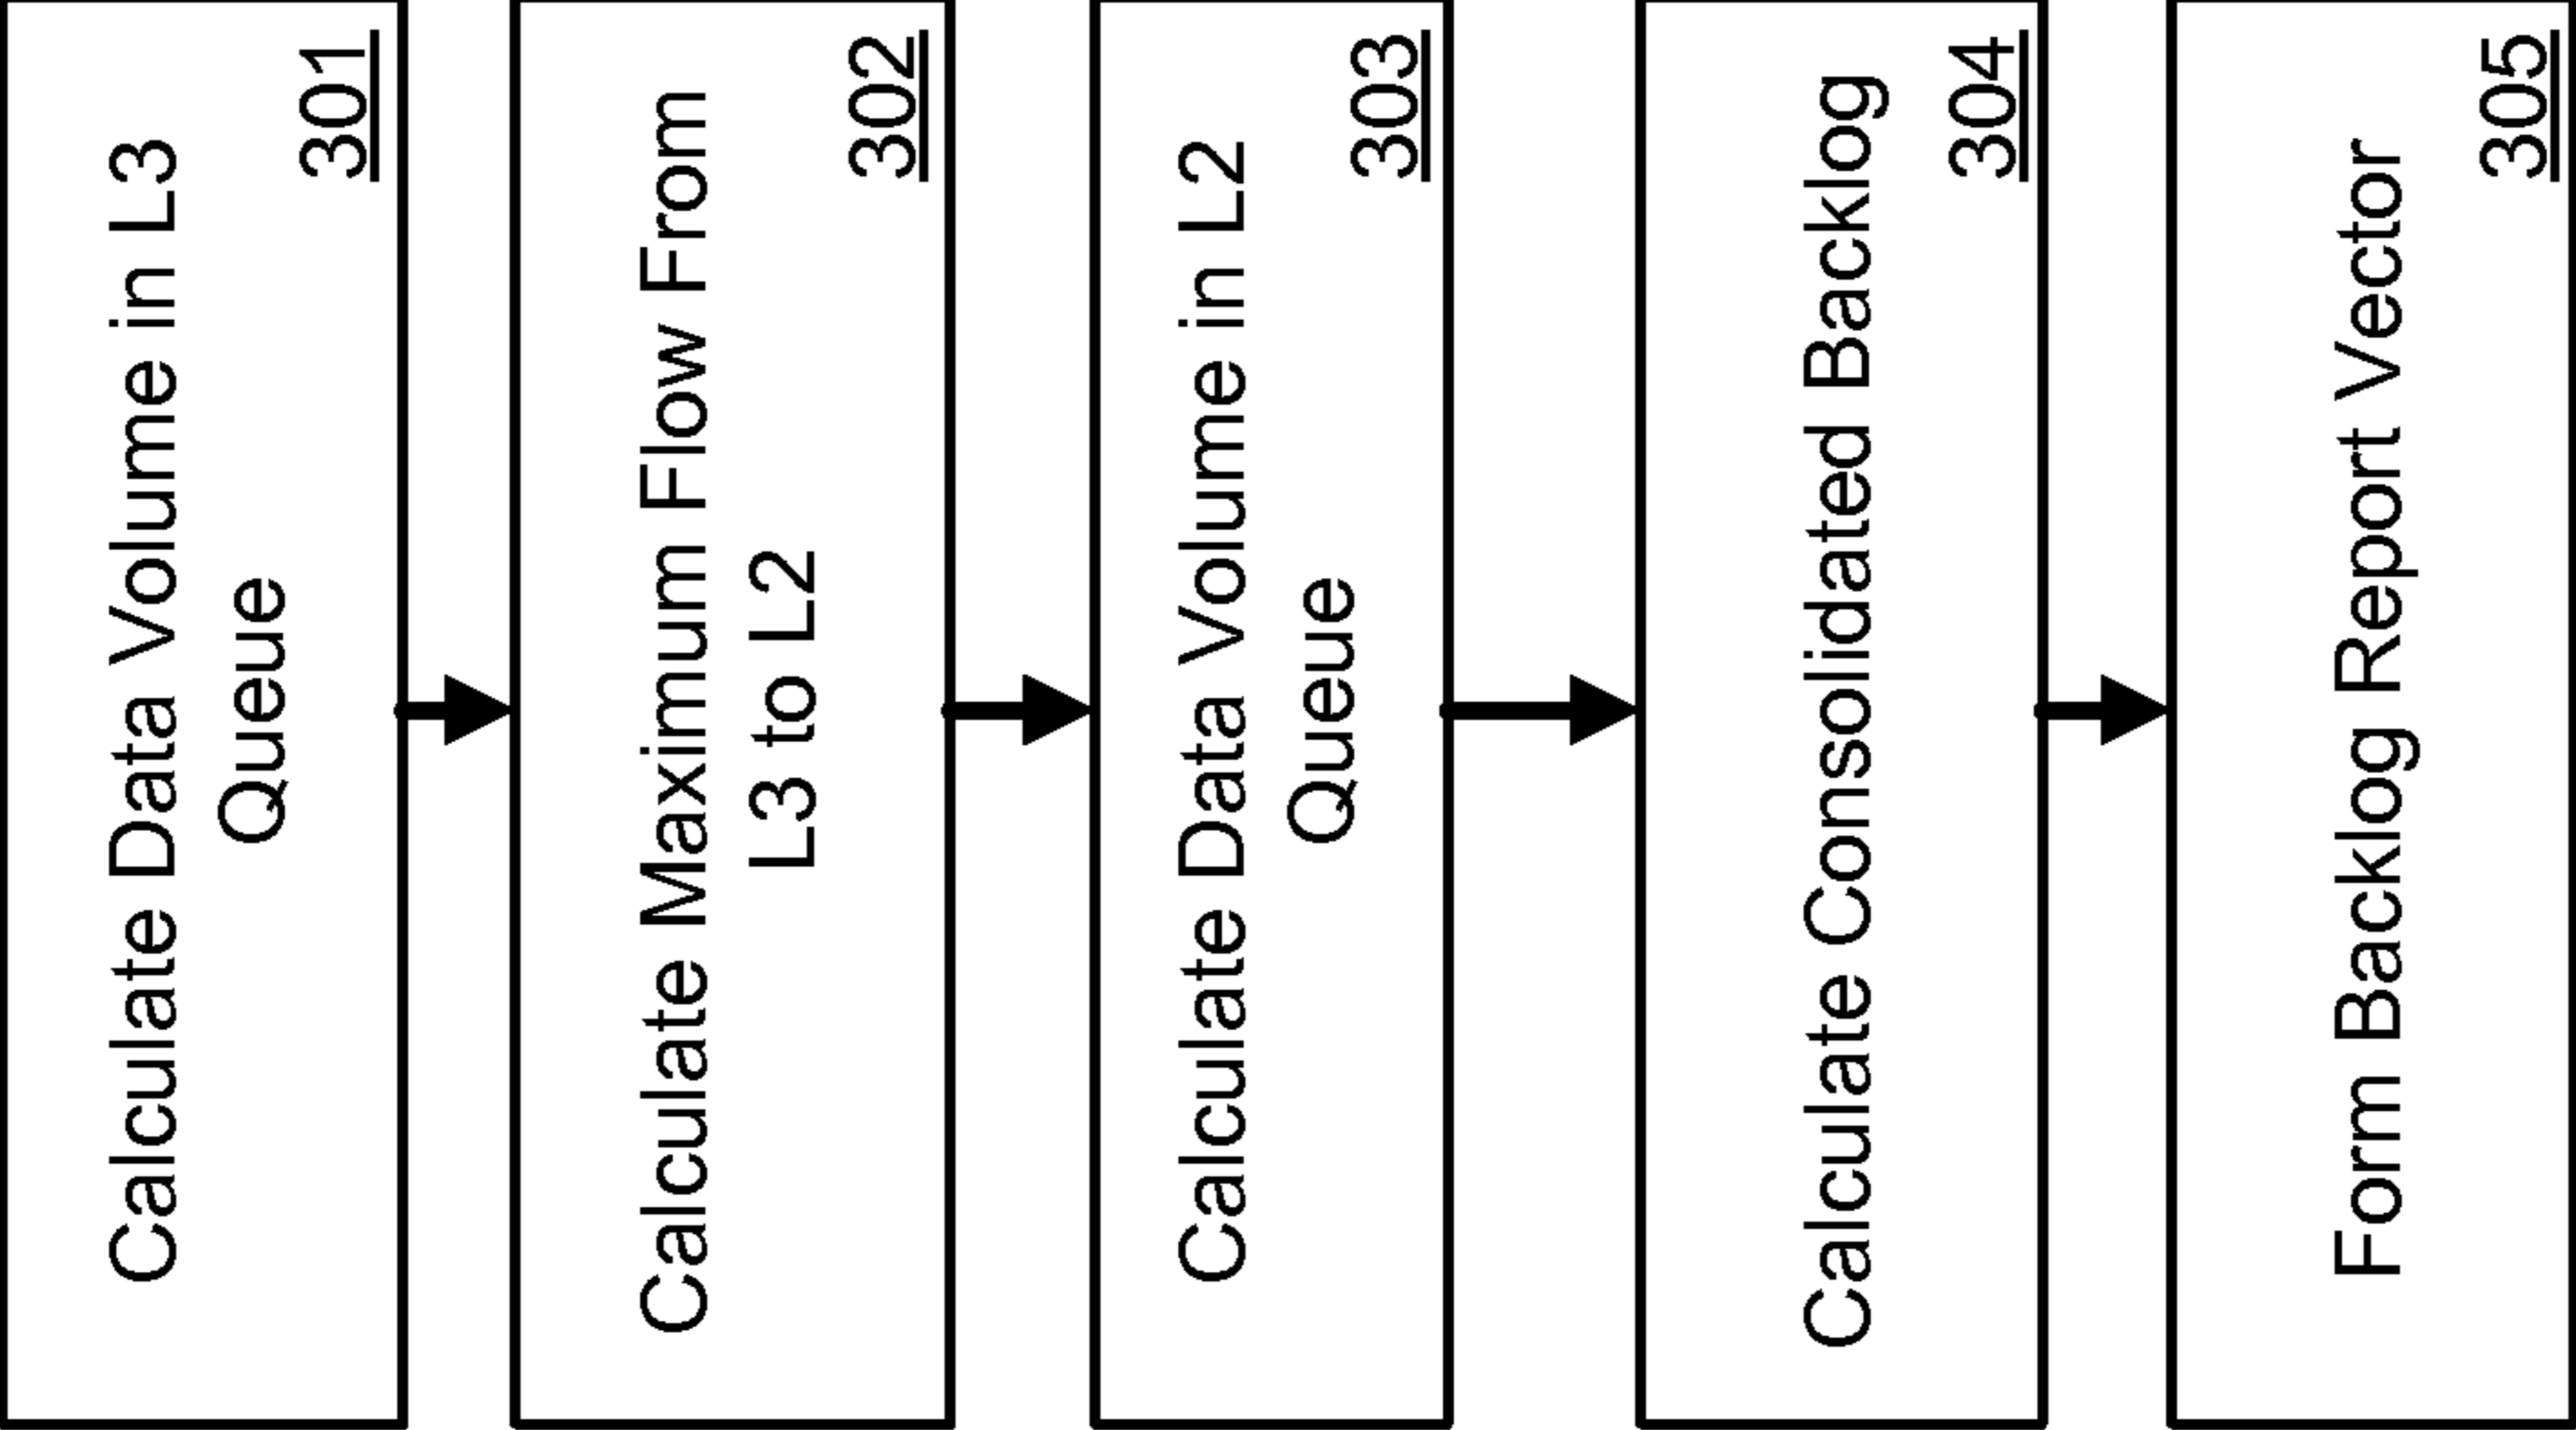 Calculate Data Volume in L3
Queue
301
Calculate Maximum Flow From
L3 to L2
302
Calculate Data Volume in L2
Queue
303
Calculate Consolidated Backlog
304
Form Backlog Report Vector
305